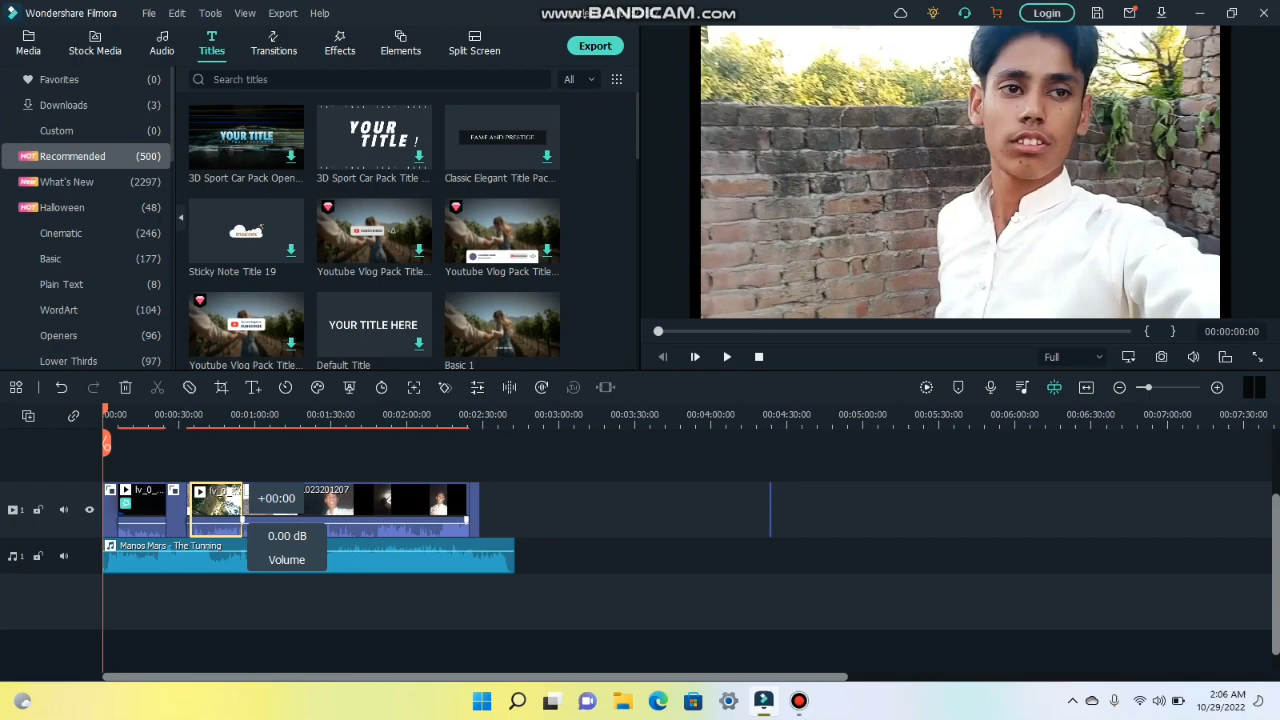 Wondershare Filmora
File
Edit
Tools
View
Export
Help
WWW.BANDICAM.COM
Login
Media
Stock Media
Audio
Titles
Transitions
Effects
Elements
Split Screen
Export
Favorites (0)
Downloads (3)
Custom (0)
HOT Recommended (500)
HOT What's New (2297)
HOT Halloween (48)
Cinematic (246)
Basic (177)
Plain Text (8)
WordArt (104)
Openers (96)
Lower Thirds (97)
Search titles
All
YOUR TITLE
YOUR TITLE !
FAME AND PRESTIGE
3D Sport Car Pack Open...
3D Sport Car Pack Title ...
Classic Elegant Title Pac...
Sticky Note Title 19
Youtube Vlog Pack Title...
Youtube Vlog Pack Title...
SUBSCRIBE
YOUR TITLE HERE
Youtube Vlog Pack Title...
Default Title
Basic 1
{ }
00:00:00:00
Full
00:00
00:00:30:00
00:01:00:00
00:01:30:00
00:02:00:00
00:02:30:00
00:03:00:00
00:03:30:00
00:04:00:00
00:04:30:00
00:05:00:00
00:05:30:00
00:06:00:00
00:06:30:00
00:07:00:00
00:07:30:00
1
lv_0_...
+00:00
023201207
0.00 dB
Volume
1
Manos Mars - The Tunning
2:06 AM
10/29/2022